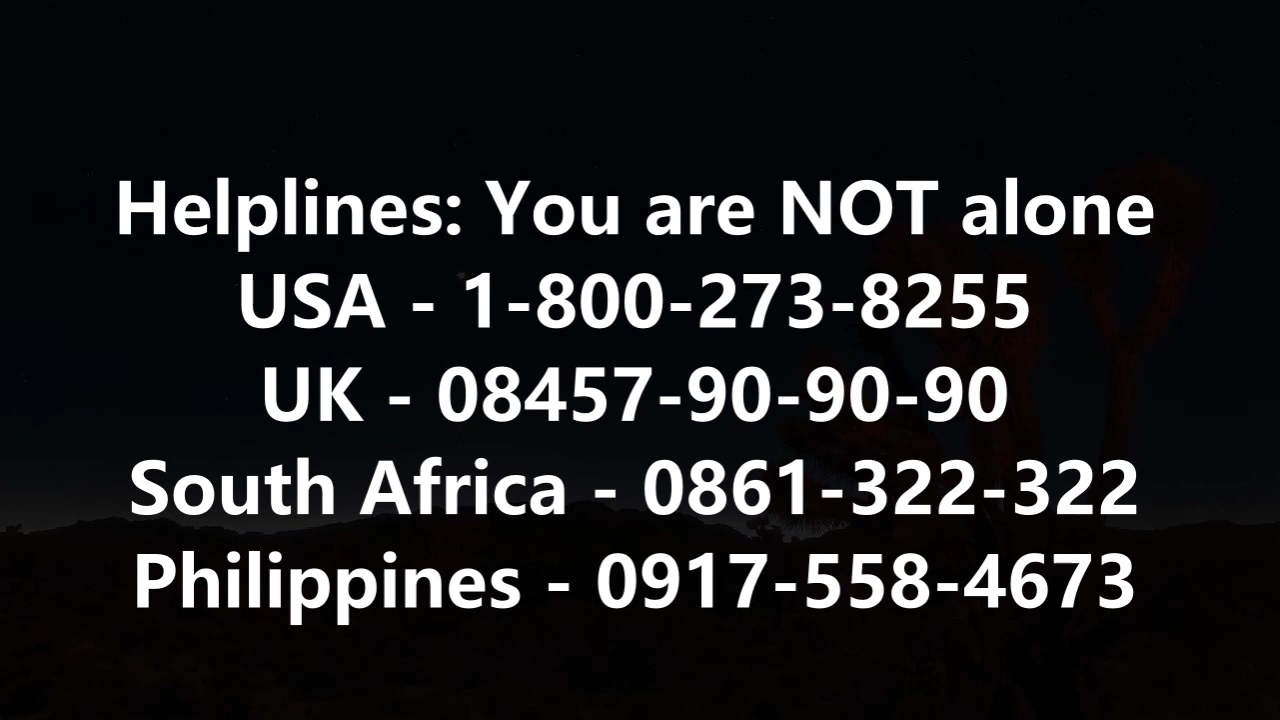 Helplines: You are NOT alone
USA - 1-800-273-8255
UK - 08457-90-90-90
South Africa - 0861-322-322
Philippines - 0917-558-4673